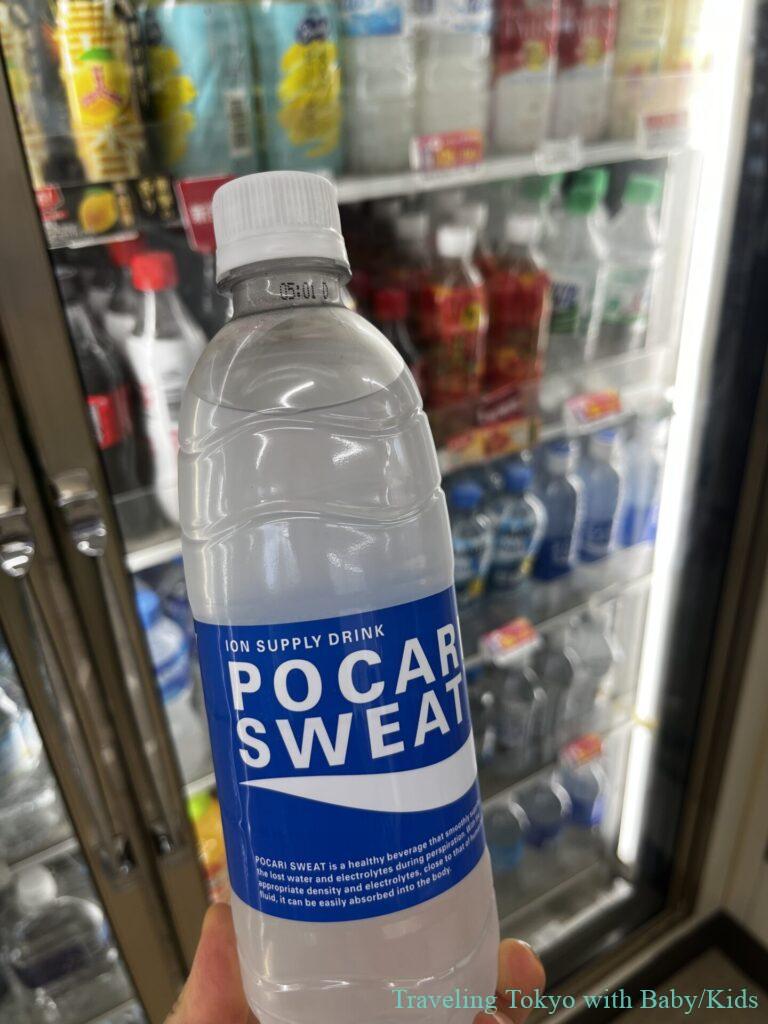 05:01 D
ION SUPPLY DRINK
POCARI
SWEAT
POCARI SWEAT is a healthy beverage that smoothly
the lost water and electrolytes during perspiration. With
appropriate density and electrolytes, close to that of
fluid, it can be easily absorbed into the body.
Traveling Tokyo with Baby/Kids